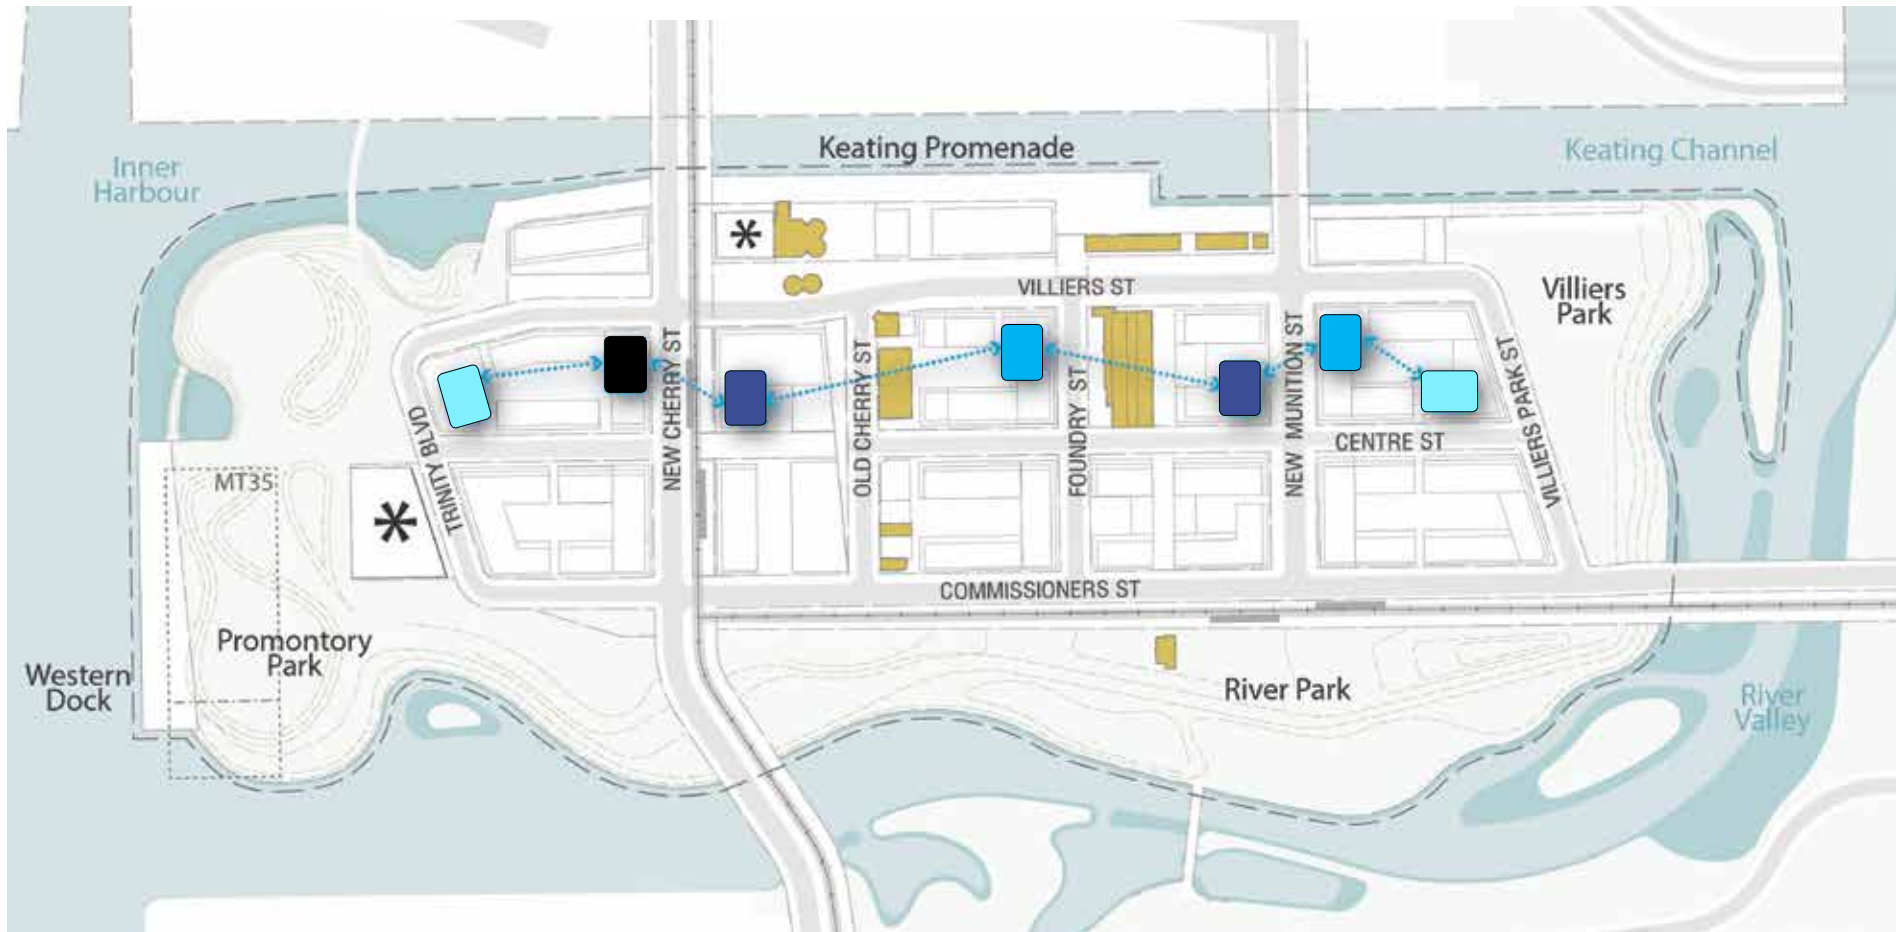 Keating Promenade
Keating Channel
Inner
Harbour
*
VILLIERS ST
Villiers
Park
NEW CHERRY ST
OLD CHERRY ST
FOUNDRY ST
NEW MUNITION ST
VILLIERS PARK ST
TRINITY BLVD
CENTRE ST
MT35
*
COMMISSIONERS ST
Promontory
Park
Western
Dock
River Park
River
Valley